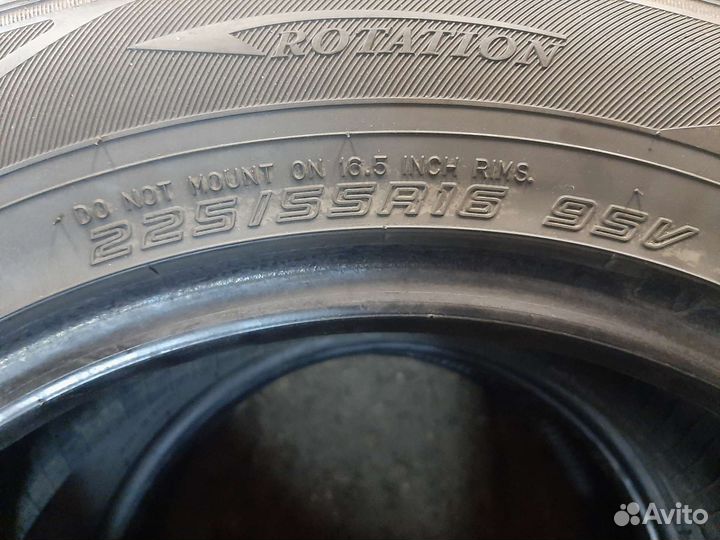 ROTATION
DO NOT MOUNT ON 16.5 INCH RIMS.
225/55R16 95V
Avito